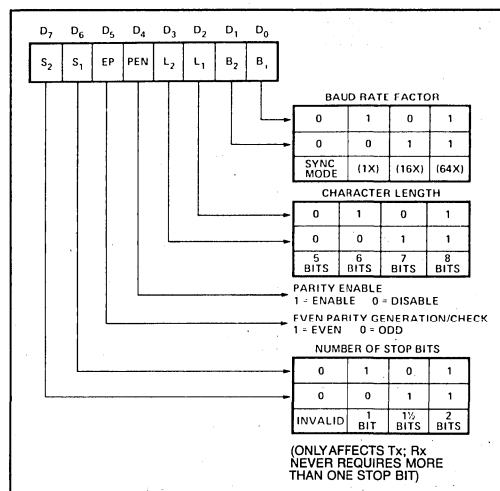 D7 D6 D5 D4 D3 D2 D1 D0
S2 S1 EP PEN L2 L1 B2 B1
BAUD RATE FACTOR
0 1 0 1
0 0 1 1
SYNC MODE (1X) (16X) (64X)
CHARACTER LENGTH
0 1 0 1
0 0 1 1
5 BITS 6 BITS 7 BITS 8 BITS
PARITY ENABLE
1 = ENABLE 0 = DISABLE
EVEN PARITY GENERATION/CHECK
1 = EVEN 0 = ODD
NUMBER OF STOP BITS
0 1 0 1
0 0 1 1
INVALID 1 BIT 1½ BITS 2 BITS
(ONLY AFFECTS Tx; Rx
NEVER REQUIRES MORE
THAN ONE STOP BIT)